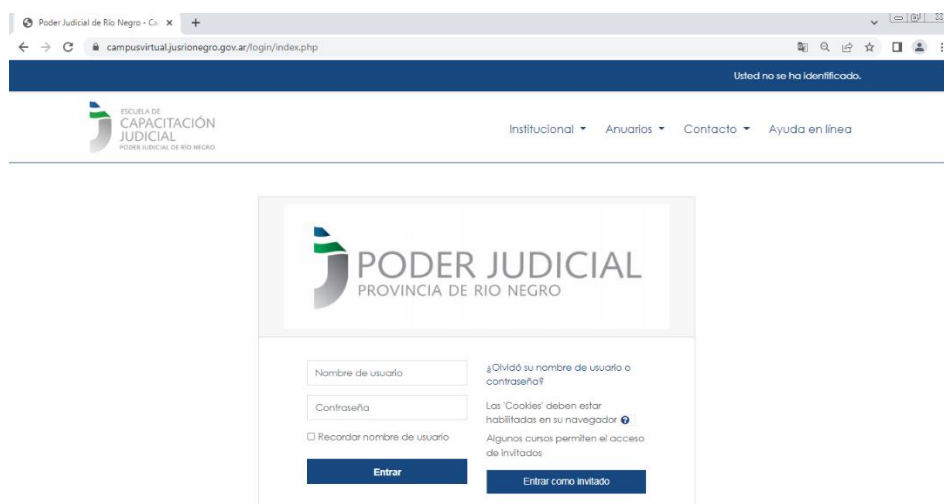 Poder Judicial de Río Negro - Ca
campusvirtual.jusrionegro.gov.ar/login/index.php
Usted no se ha identificado.
ESCUELA DE
CAPACITACIÓN
JUDICIAL
PODER JUDICIAL DE RIO NEGRO
Institucional Anuarios Contacto Ayuda en línea
PODER JUDICIAL
PROVINCIA DE RIO NEGRO
Nombre de usuario
Contraseña
Recordar nombre de usuario
Entrar
¿Olvidó su nombre de usuario o
contraseña?
Las 'Cookies' deben estar
habilitadas en su navegador
Algunos cursos permiten el acceso
de invitados
Entrar como invitado